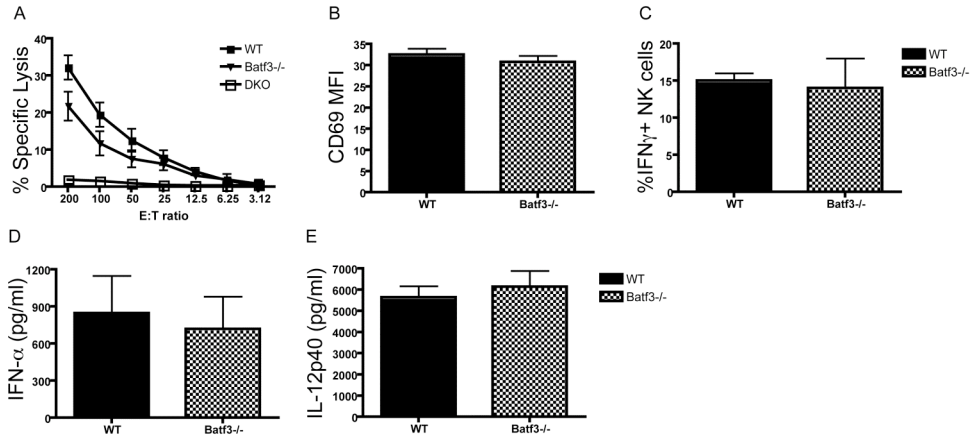 A
% Specific Lysis
40
30
20
10
0
200 100 50 25 12.5 6.25 3.12
E:T ratio
WT
Batf3-/-
DKO
B
CD69 MFI
35
30
25
20
15
10
5
0
WT Batf3-/-
C
%IFNγ+ NK cells
20
15
10
5
0
WT Batf3-/-
WT
Batf3-/-
D
IFN-α (pg/ml)
1200
900
600
300
0
WT Batf3-/-
E
IL-12p40 (pg/ml)
7000
6000
5000
4000
3000
2000
1000
0
WT Batf3-/-
WT
Batf3-/-